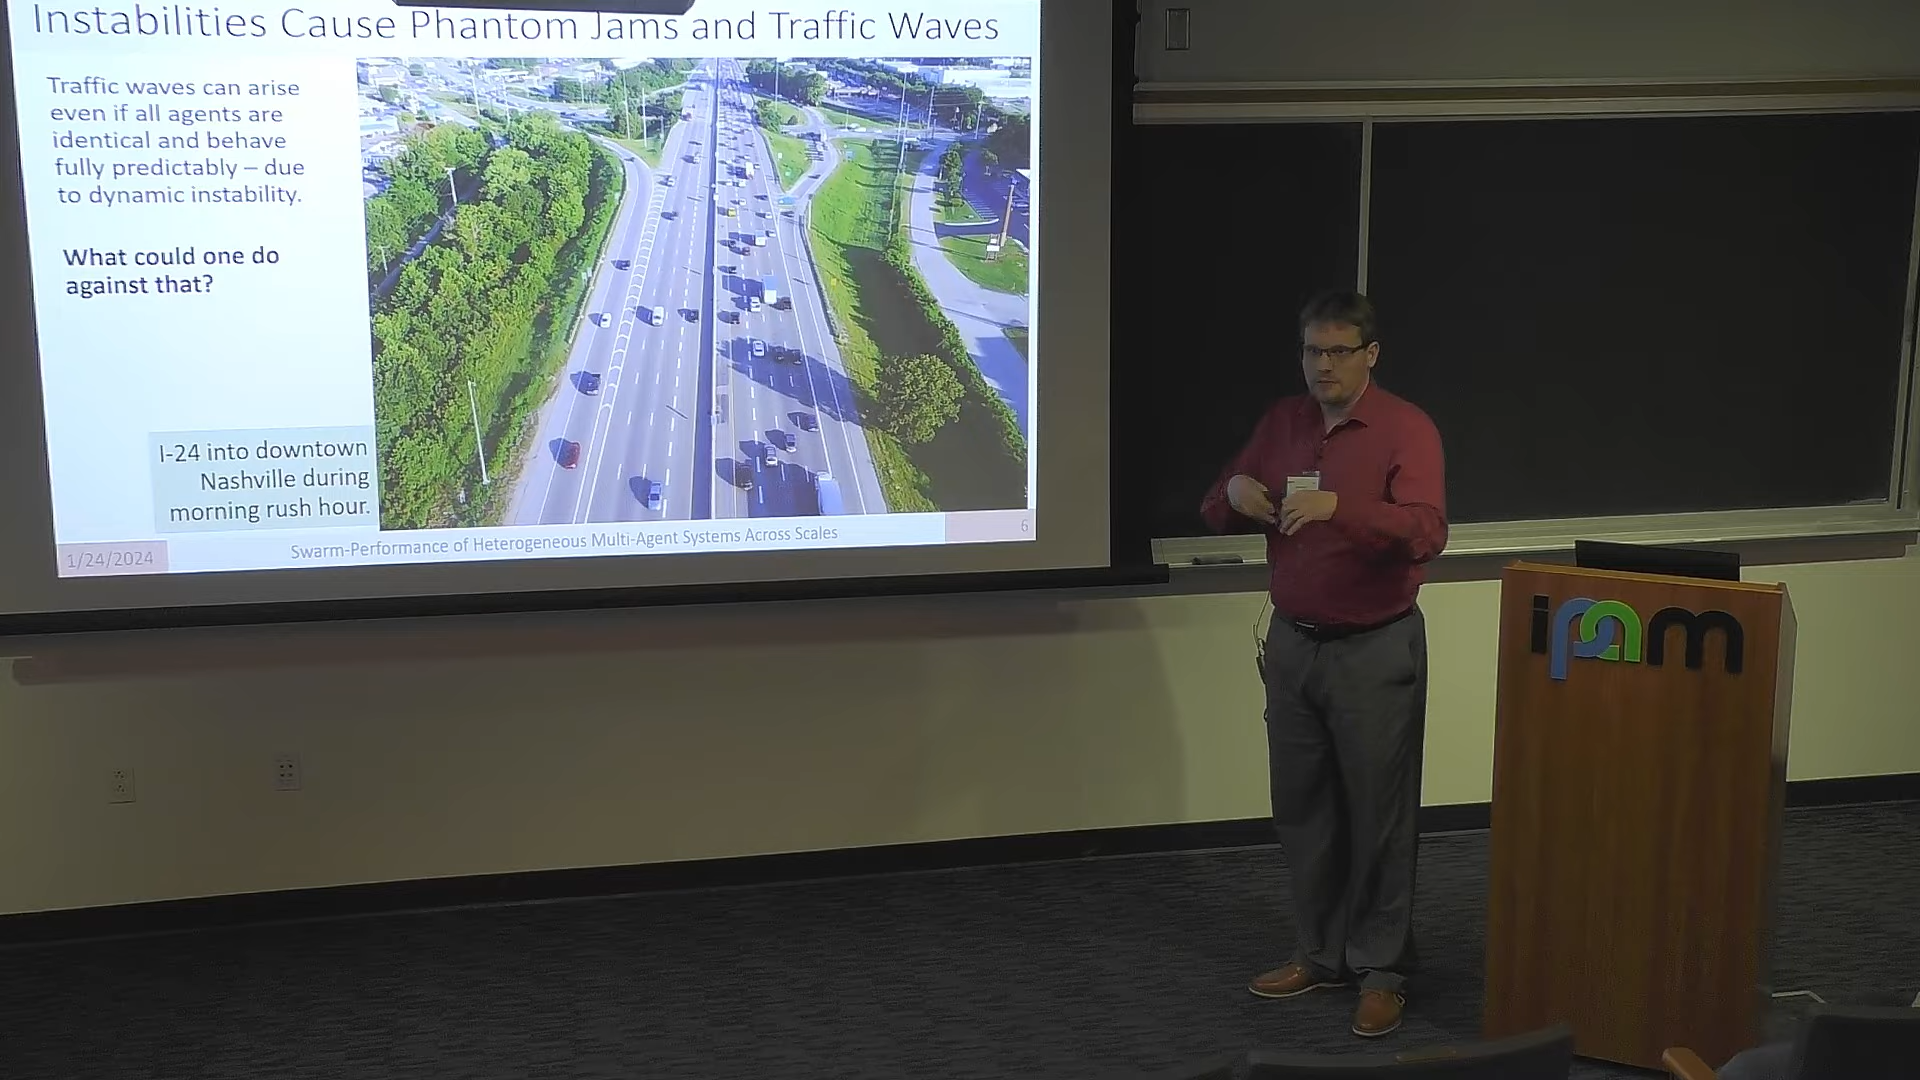 Instabilities Cause Phantom Jams and Traffic Waves
Traffic waves can arise
even if all agents are
identical and behave
fully predictably – due
to dynamic instability.
What could one do
against that?
I-24 into downtown
Nashville during
morning rush hour.
1/24/2024
Swarm-Performance of Heterogeneous Multi-Agent Systems Across Scales
6
ipam